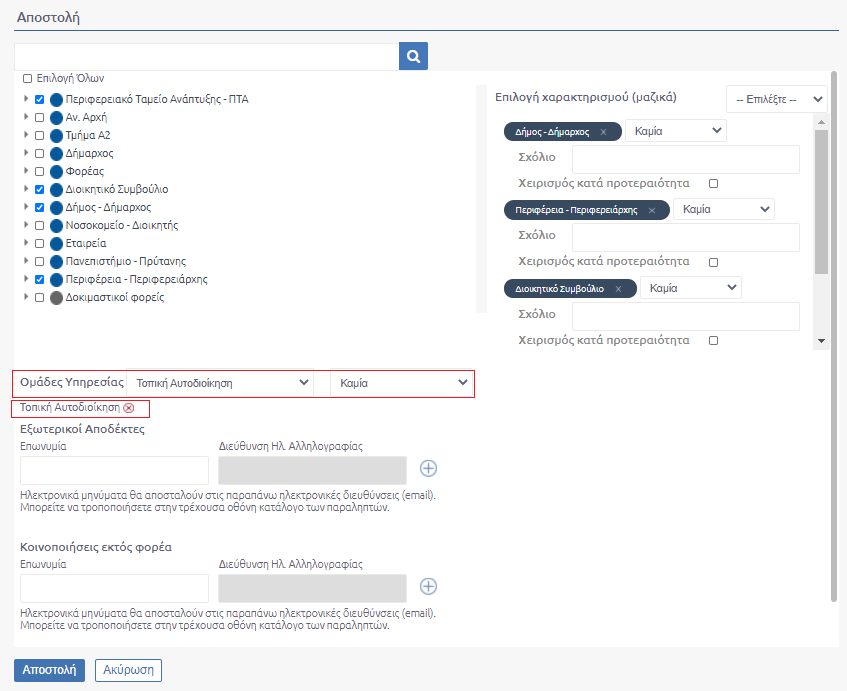 Αποστολή
Επιλογή Όλων
Περιφερειακό Ταμείο Ανάπτυξης - ΠΤΑ
Αν. Αρχή
Τμήμα Α2
Δήμαρχος
Φορέας
Διοικητικό Συμβούλιο
Δήμος - Δήμαρχος
Νοσοκομείο - Διοικητής
Εταιρεία
Πανεπιστήμιο - Πρύτανης
Περιφέρεια - Περιφερειάρχης
Δοκιμαστικοί φορείς
Επιλογή χαρακτηρισμού (μαζικά) -- Επιλέξτε --
Δήμος - Δήμαρχος × Καμία
Σχόλιο
Χειρισμός κατά προτεραιότητα
Περιφέρεια - Περιφερειάρχης × Καμία
Σχόλιο
Χειρισμός κατά προτεραιότητα
Διοικητικό Συμβούλιο × Καμία
Σχόλιο
Χειρισμός κατά προτεραιότητα
Ομάδες Υπηρεσίας Τοπική Αυτοδιοίκηση Καμία
Τοπική Αυτοδιοίκηση
Εξωτερικοί Αποδέκτες
Επωνυμία Διεύθυνση Ηλ. Αλληλογραφίας
Ηλεκτρονικά μηνύματα θα αποσταλούν στις παραπάνω ηλεκτρονικές διευθύνσεις (email).
Μπορείτε να τροποποιήσετε στην τρέχουσα οθόνη κατάλογο των παραληπτών.
Κοινοποιήσεις εκτός φορέα
Επωνυμία Διεύθυνση Ηλ. Αλληλογραφίας
Ηλεκτρονικά μηνύματα θα αποσταλούν στις παραπάνω ηλεκτρονικές διευθύνσεις (email).
Μπορείτε να τροποποιήσετε στην τρέχουσα οθόνη κατάλογο των παραληπτών.
Αποστολή Ακύρωση